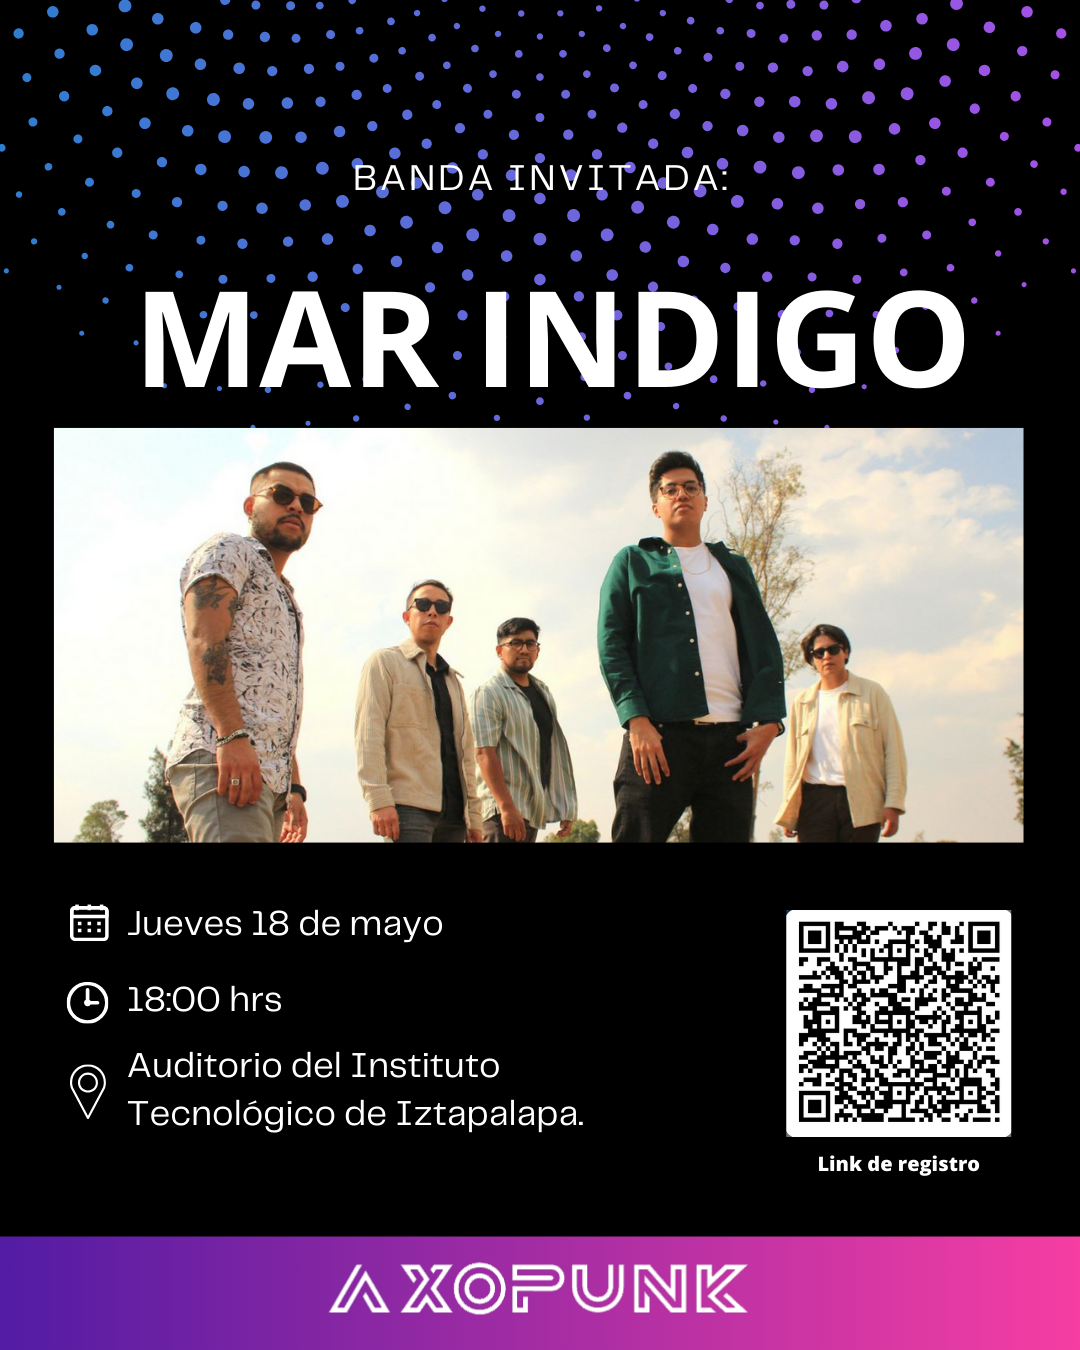 BANDA INVITADA:
MAR INDIGO
Jueves 18 de mayo
18:00 hrs
Auditorio del Instituto
Tecnológico de Iztapalapa.
Link de registro
AXOPUNK